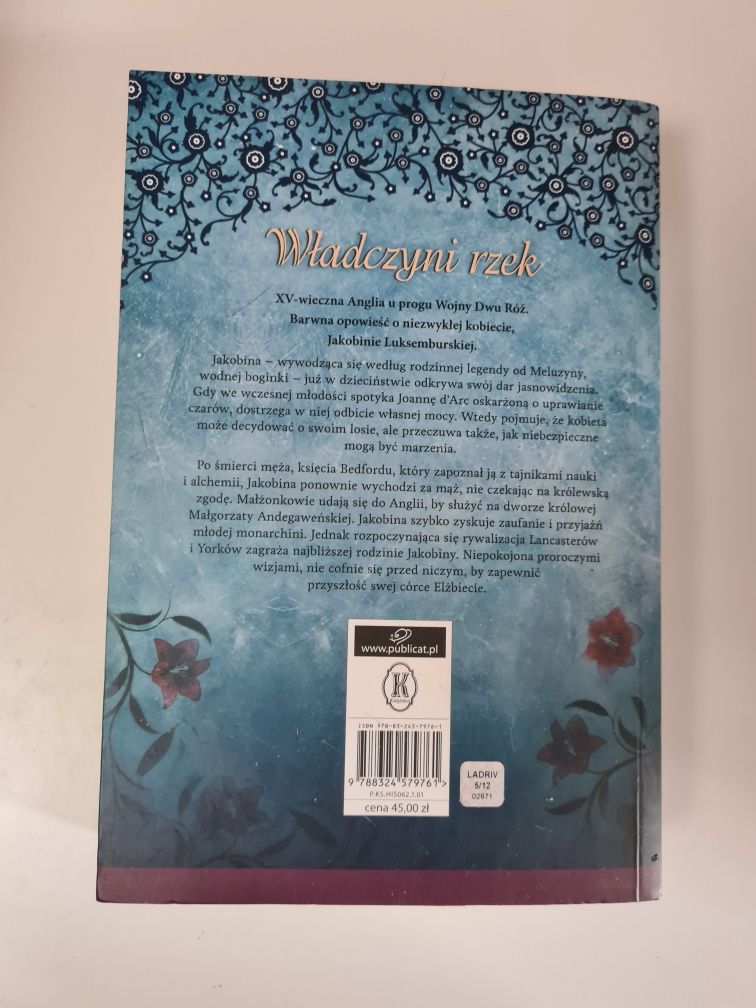 Władczyni rzek
XV-wieczna Anglia u progu Wojny Dwu Róż.
Barwna opowieść o niezwykłej kobiecie,
Jakobinie Luksemburskiej.
Jakobina – wywodząca się według rodzinnej legendy od Meluzyny,
wodnej boginki – już w dzieciństwie odkrywa swój dar jasnowidzenia.
Gdy we wczesnej młodości spotyka Joannę d'Arc oskarżoną o uprawianie
czarów, dostrzega w niej odbicie własnej mocy. Wtedy pojmuje, że kobieta
może decydować o swoim losie, ale przeczuwa także, jak niebezpieczne
mogą być marzenia.
Po śmierci męża, księcia Bedfordu, który zapoznał ją z tajnikami nauki
i alchemii, Jakobina ponownie wychodzi za mąż, nie czekając na królewską
zgodę. Małżonkowie udają się do Anglii, by służyć na dworze królowej
Małgorzaty Andegaweńskiej. Jakobina szybko zyskuje zaufanie i przyjaźń
młodej monarchini. Jednak rozpoczynająca się rywalizacja Lancasterów
i Yorków zagraża najbliższej rodzinie Jakobiny. Niepokojona proroczymi
wizjami, nie cofnie się przed niczym, by zapewnić
przyszłość swej córce Elżbiecie.
www.publicat.pl
K
Książnica
ISBN 978-83-245-7976-1
9 788324 579761 >
P.KS.HIS062.1.01
cena 45,00 zł
LADRIV
5/12
02871